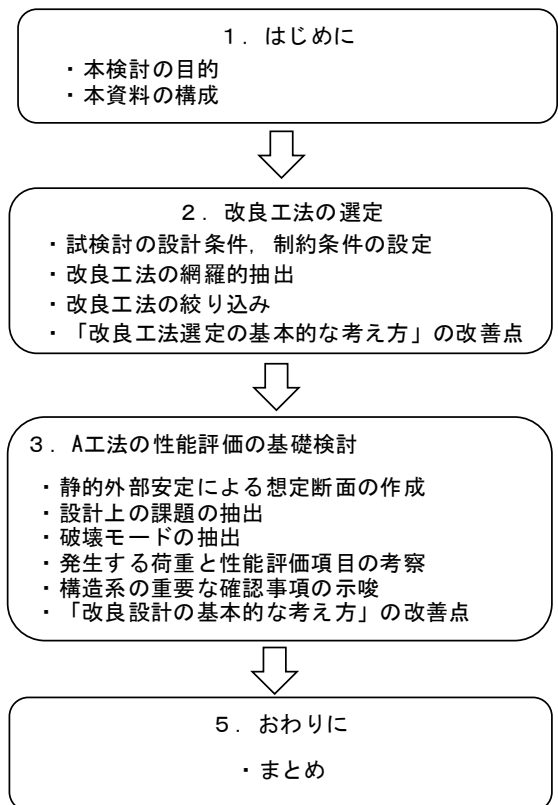 １．はじめに
・本検討の目的
・本資料の構成
２．改良工法の選定
・試検討の設計条件，制約条件の設定
・改良工法の網羅的抽出
・改良工法の絞り込み
・「改良工法選定の基本的な考え方」の改善点
３．A工法の性能評価の基礎検討
・静的外部安定による想定断面の作成
・設計上の課題の抽出
・破壊モードの抽出
・発生する荷重と性能評価項目の考察
・構造系の重要な確認事項の示唆
・「改良設計の基本的な考え方」の改善点
５．おわりに
・まとめ